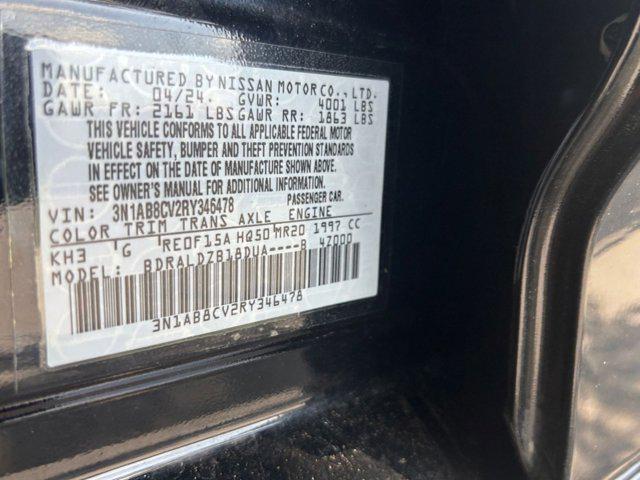 MANUFACTURED BY NISSAN MOTOR CO., LTD.
DATE: 04/24 GVWR: 4001 LBS
GAWR FR: 2161 LBS GAWR RR: 1863 LBS
THIS VEHICLE CONFORMS TO ALL APPLICABLE FEDERAL MOTOR
VEHICLE SAFETY, BUMPER AND THEFT PREVENTION STANDARDS
IN EFFECT ON THE DATE OF MANUFACTURE SHOWN ABOVE.
SEE OWNER'S MANUAL FOR ADDITIONAL INFORMATION.
VIN: 3N1AB8CV2RY346478 PASSENGER CAR.
COLOR TRIM TRANS AXLE ENGINE
KH3 G RE0F15A HQ50 MR20 1997 CC
MODEL: BDRALDZB18DUA----B 4Z000
3N1AB8CV2RY346478